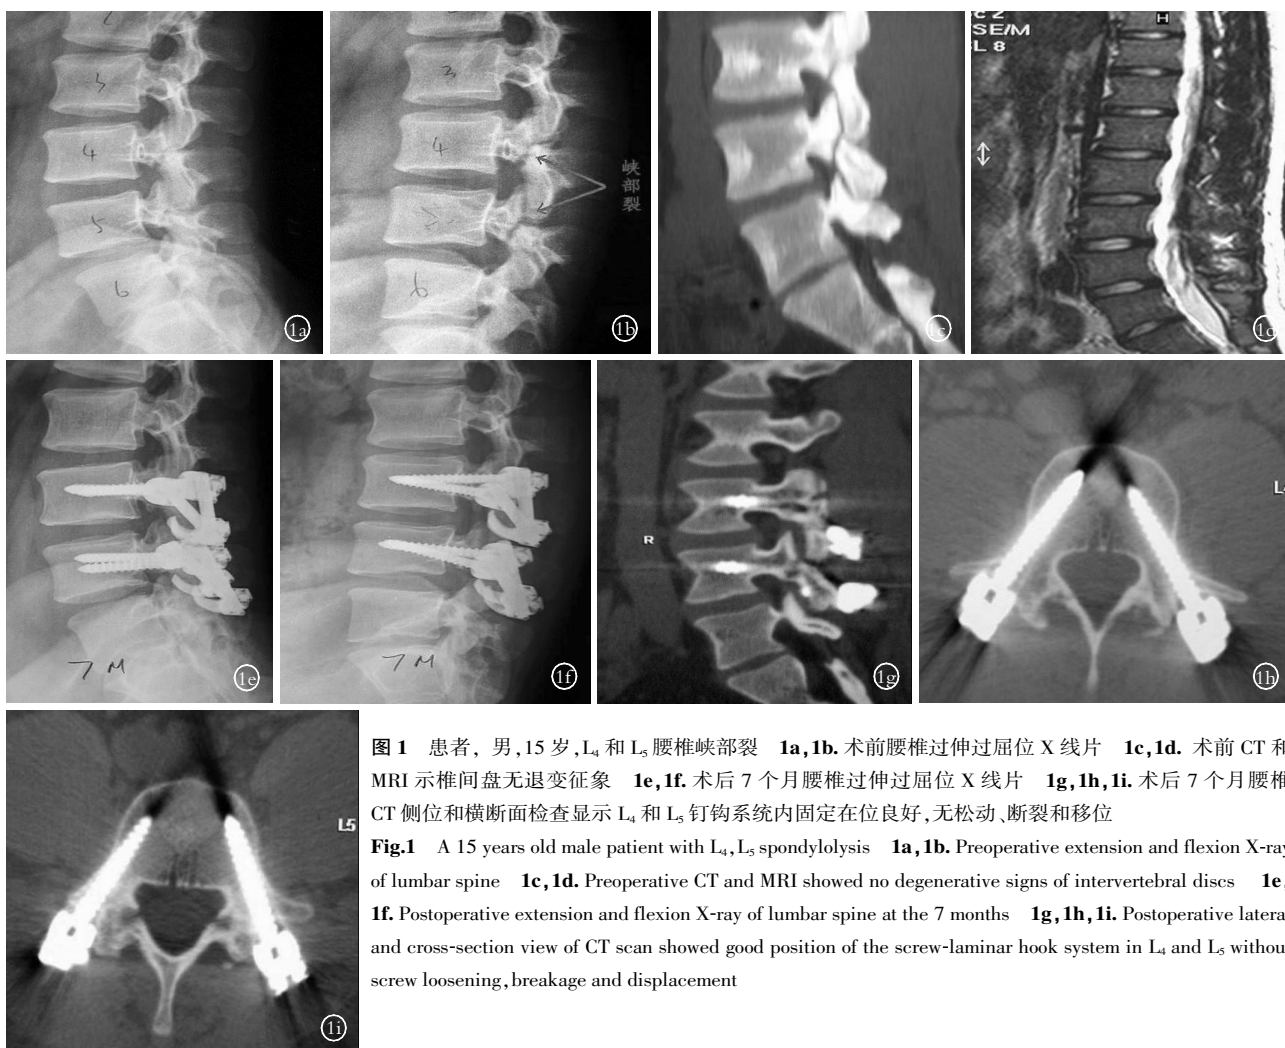 3
4
5
6
1a
3
4
5
6
峡部裂
1b
1c
SE/M
L 8
H
1d
7 M
1e
7 M
1f
R
1g
L4
1h
L5
1i
图 1 患者, 男,15 岁,L₄ 和 L₅ 腰椎峡部裂 1a,1b. 术前腰椎过伸过屈位 X 线片 1c,1d. 术前 CT 和
MRI 示椎间盘无退变征象 1e,1f. 术后 7 个月腰椎过伸过屈位 X 线片 1g,1h,1i. 术后 7 个月腰椎
CT 侧位和横断面检查显示 L₄ 和 L₅ 钉钩系统内固定在位良好,无松动、断裂和移位
Fig.1 A 15 years old male patient with L₄,L₅ spondylolysis 1a,1b. Preoperative extension and flexion X-ray
of lumbar spine 1c,1d. Preoperative CT and MRI showed no degenerative signs of intervertebral discs 1e,
1f. Postoperative extension and flexion X-ray of lumbar spine at the 7 months 1g,1h,1i. Postoperative lateral
and cross-section view of CT scan showed good position of the screw-laminar hook system in L₄ and L₅ without
screw loosening,breakage and displacement